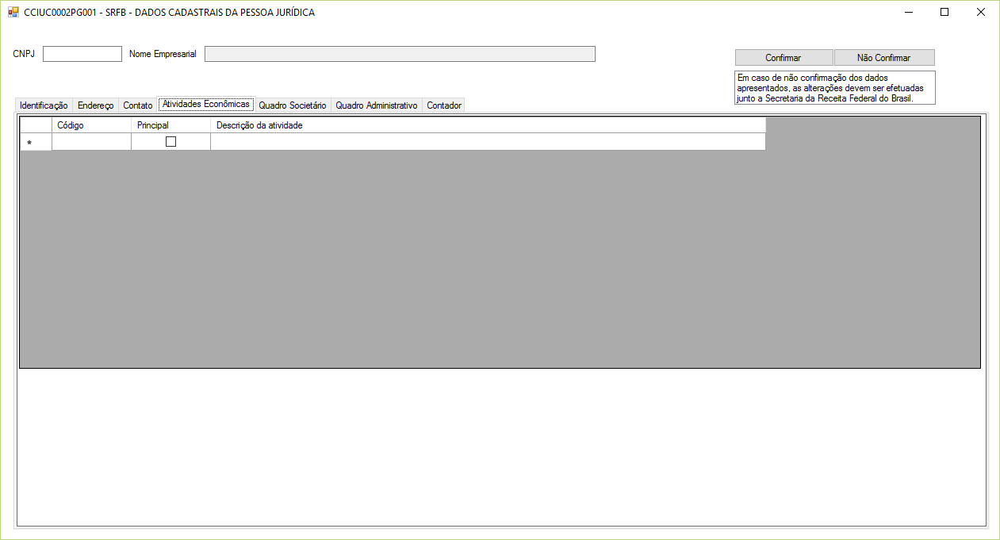 CCIUC0002PG001 - SRFB - DADOS CADASTRAIS DA PESSOA JURÍDICA
CNPJ Nome Empresarial
Confirmar Não Confirmar
Em caso de não confirmação dos dados
apresentados, as alterações devem ser efetuadas
junto a Secretaria da Receita Federal do Brasil.
Identificação Endereço Contato Atividades Econômicas Quadro Societário Quadro Administrativo Contador
Código Principal Descrição da atividade